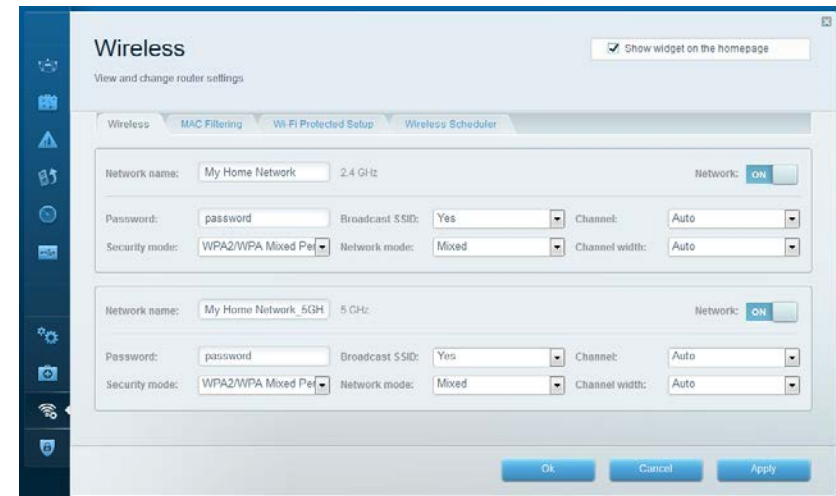 Wireless
Show widget on the homepage
View and change router settings
Wireless MAC Filtering Wi-Fi Protected Setup Wireless Scheduler
Network name: My Home Network 2.4 GHz Network: ON
Password: password Broadcast SSID: Yes Channel: Auto
Security mode: WPA2/WPA Mixed Per Network mode: Mixed Channel width: Auto
Network name: My Home Network_5GH 5 GHz Network: ON
Password: password Broadcast SSID: Yes Channel: Auto
Security mode: WPA2/WPA Mixed Per Network mode: Mixed Channel width: Auto
Ok Cancel Apply